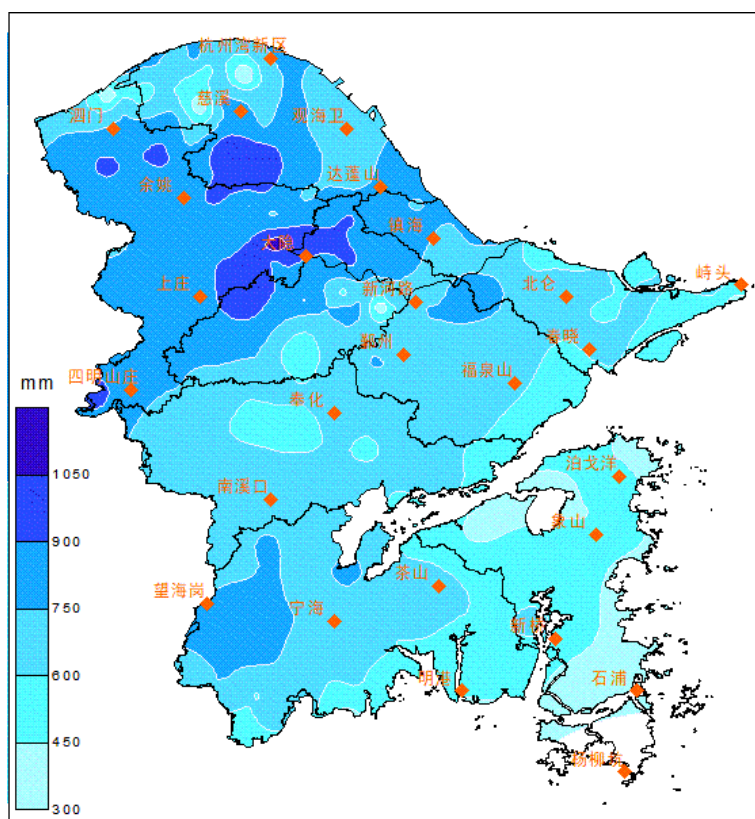 杭州湾新区
慈溪
泗门
观海卫
达蓬山
余姚
镇海
大隐
上庄
新河路
北仑
峙头
鄞州
春晓
福泉山
四明山庄
mm
奉化
1050
泊戈洋
南溪口
象山
900
茶山
望海岗
宁海
750
新桥
600
明港
石浦
450
杨柳坑
300